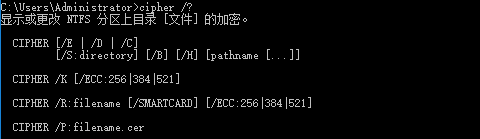 C:\Users\Administrator>cipher /?
显示或更改 NTFS 分区上目录 [文件] 的加密。
CIPHER [/E | /D | /C]
[/S:directory] [/B] [/H] [pathname [...]]
CIPHER /K [/ECC:256|384|521]
CIPHER /R:filename [/SMARTCARD] [/ECC:256|384|521]
CIPHER /P:filename.cer